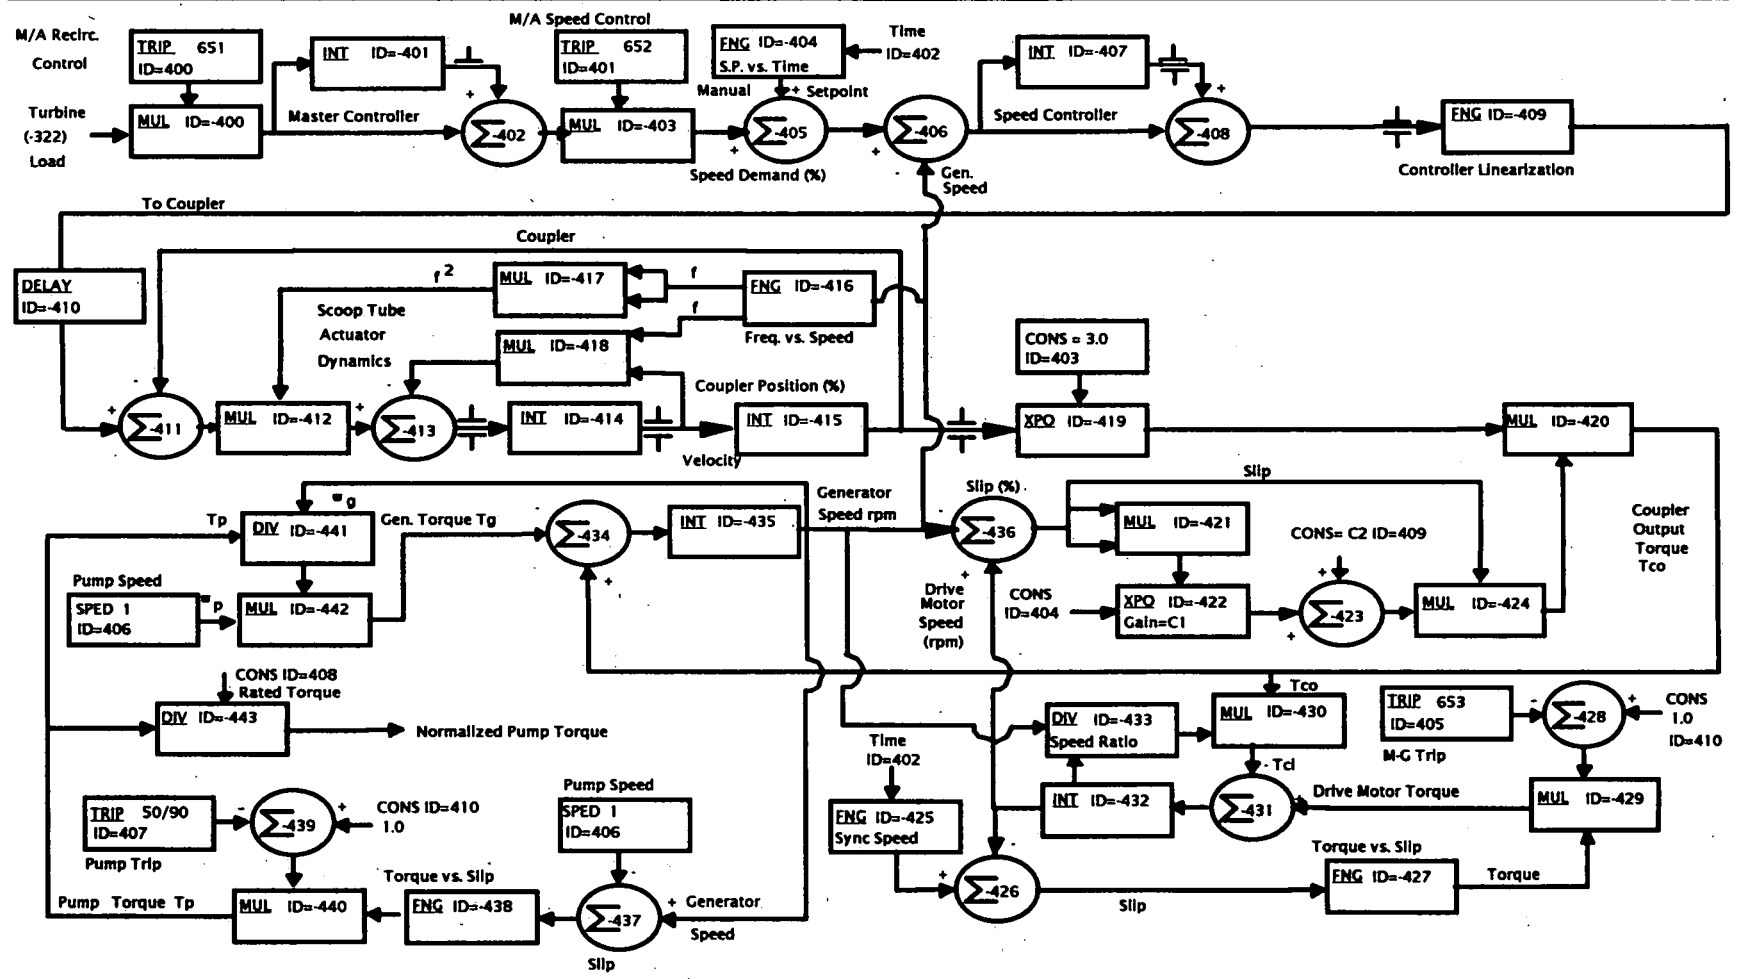 M/A Recirc.
Control
TRIP 651
ID=400
INT ID=-401
M/A Speed Control
TRIP 652
ID=401
FNG ID=-404
S.P. vs. Time
Time
ID=402
INT ID=-407
Turbine
(-322)
Load
MUL ID=-400
Master Controller
+
Σ-402
MUL ID=-403
Manual
+ Setpoint
Σ-405
+
Speed Demand (%)
Σ-406
+
Gen.
Speed
Speed Controller
+
Σ-408
FNG ID=-409
Controller Linearization
To Coupler
Coupler
DELAY
ID=-410
f 2
MUL ID=-417
f
f
FNG ID=-416
Freq. vs. Speed
Scoop Tube
Actuator
Dynamics
MUL ID=-418
Coupler Position (%)
CONS = 3.0
ID=403
+
Σ-411
MUL ID=-412
+
Σ-413
INT ID=-414
Velocity
INT ID=-415
XPO ID=-419
MUL ID=-420
Tp
w g
DIV ID=-441
Gen. Torque Tg
Σ-434
+
INT ID=-435
Generator
Speed rpm
Slip (%)
Σ-436
+
Drive
Motor
Speed
(rpm)
Slip
MUL ID=-421
CONS= C2 ID=409
Coupler
Output
Torque
Tco
Pump Speed
SPED 1
ID=406
w p
MUL ID=-442
CONS
ID=404
XPO ID=-422
Gain=C1
+
Σ-423
+
MUL ID=-424
CONS ID=408
Rated Torque
DIV ID=-443
Normalized Pump Torque
DIV ID=-433
Speed Ratio
Tco
MUL ID=-430
TRIP 653
ID=405
M-G Trip
-
Σ-428
+
CONS
1.0
ID=410
Time
ID=402
- Tci
TRIP 50/90
ID=407
Pump Trip
-
Σ-439
+
CONS ID=410
1.0
Pump Speed
SPED 1
ID=406
FNG ID=-425
Sync Speed
INT ID=-432
Σ-431
+
Drive Motor Torque
MUL ID=-429
Pump Torque Tp
MUL ID=-440
Torque vs. Slip
FNG ID=-438
-
Σ-437
+ Generator
Speed
Slip
+
Σ-426
Slip
Torque vs. Slip
FNG ID=-427
Torque